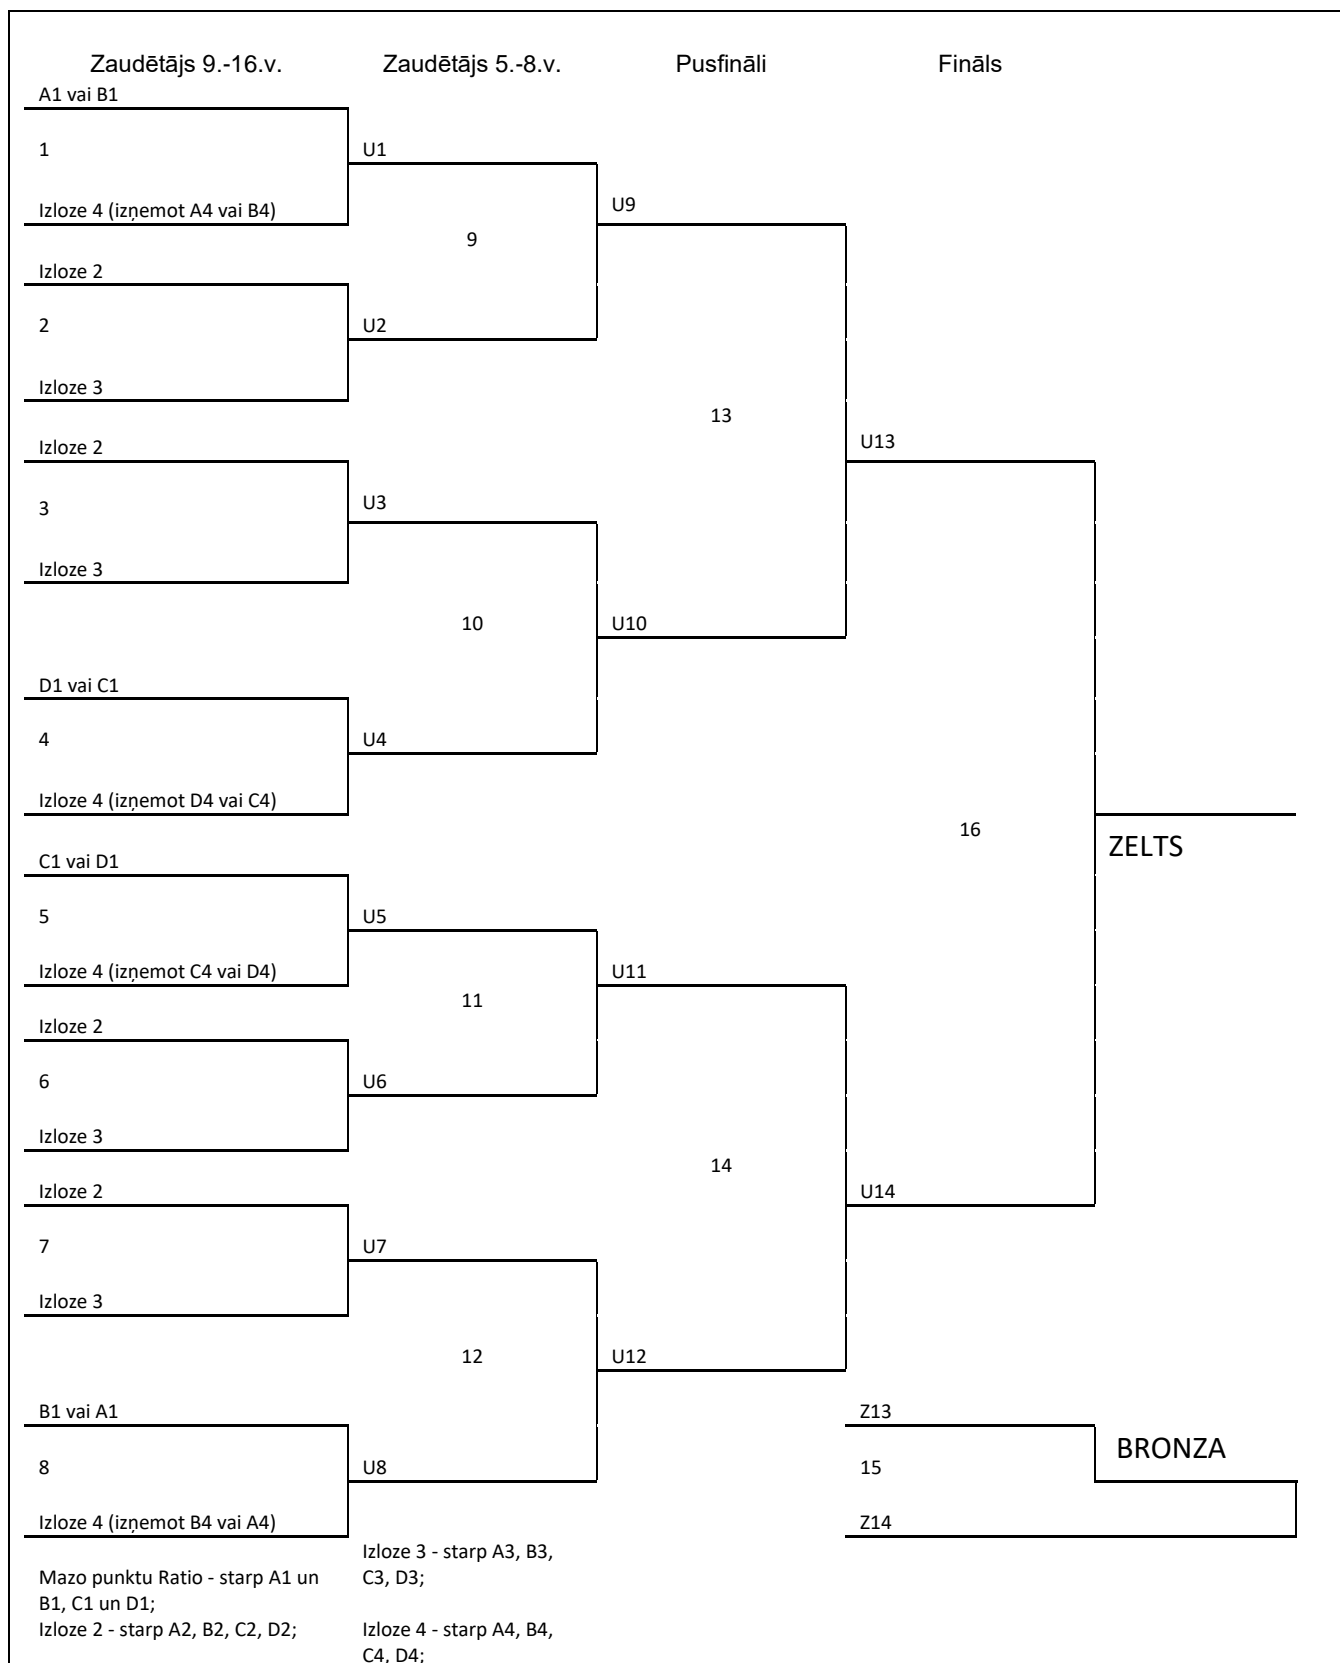 Zaudētājs 9.-16.v.
Zaudētājs 5.-8.v.
Pusfināli
Fināls
A1 vai B1
1
U1
Izloze 4 (izņemot A4 vai B4)
U9
9
Izloze 2
2
U2
Izloze 3
13
Izloze 2
U13
3
U3
Izloze 3
10
U10
D1 vai C1
4
U4
Izloze 4 (izņemot D4 vai C4)
16
ZELTS
C1 vai D1
5
U5
Izloze 4 (izņemot C4 vai D4)
U11
11
Izloze 2
6
U6
Izloze 3
14
Izloze 2
U14
7
U7
Izloze 3
12
U12
B1 vai A1
Z13
BRONZA
8
U8
15
Izloze 4 (izņemot B4 vai A4)
Z14
Mazo punktu Ratio - starp A1 un
B1, C1 un D1;
Izloze 2 - starp A2, B2, C2, D2;
Izloze 3 - starp A3, B3,
C3, D3;
Izloze 4 - starp A4, B4,
C4, D4;